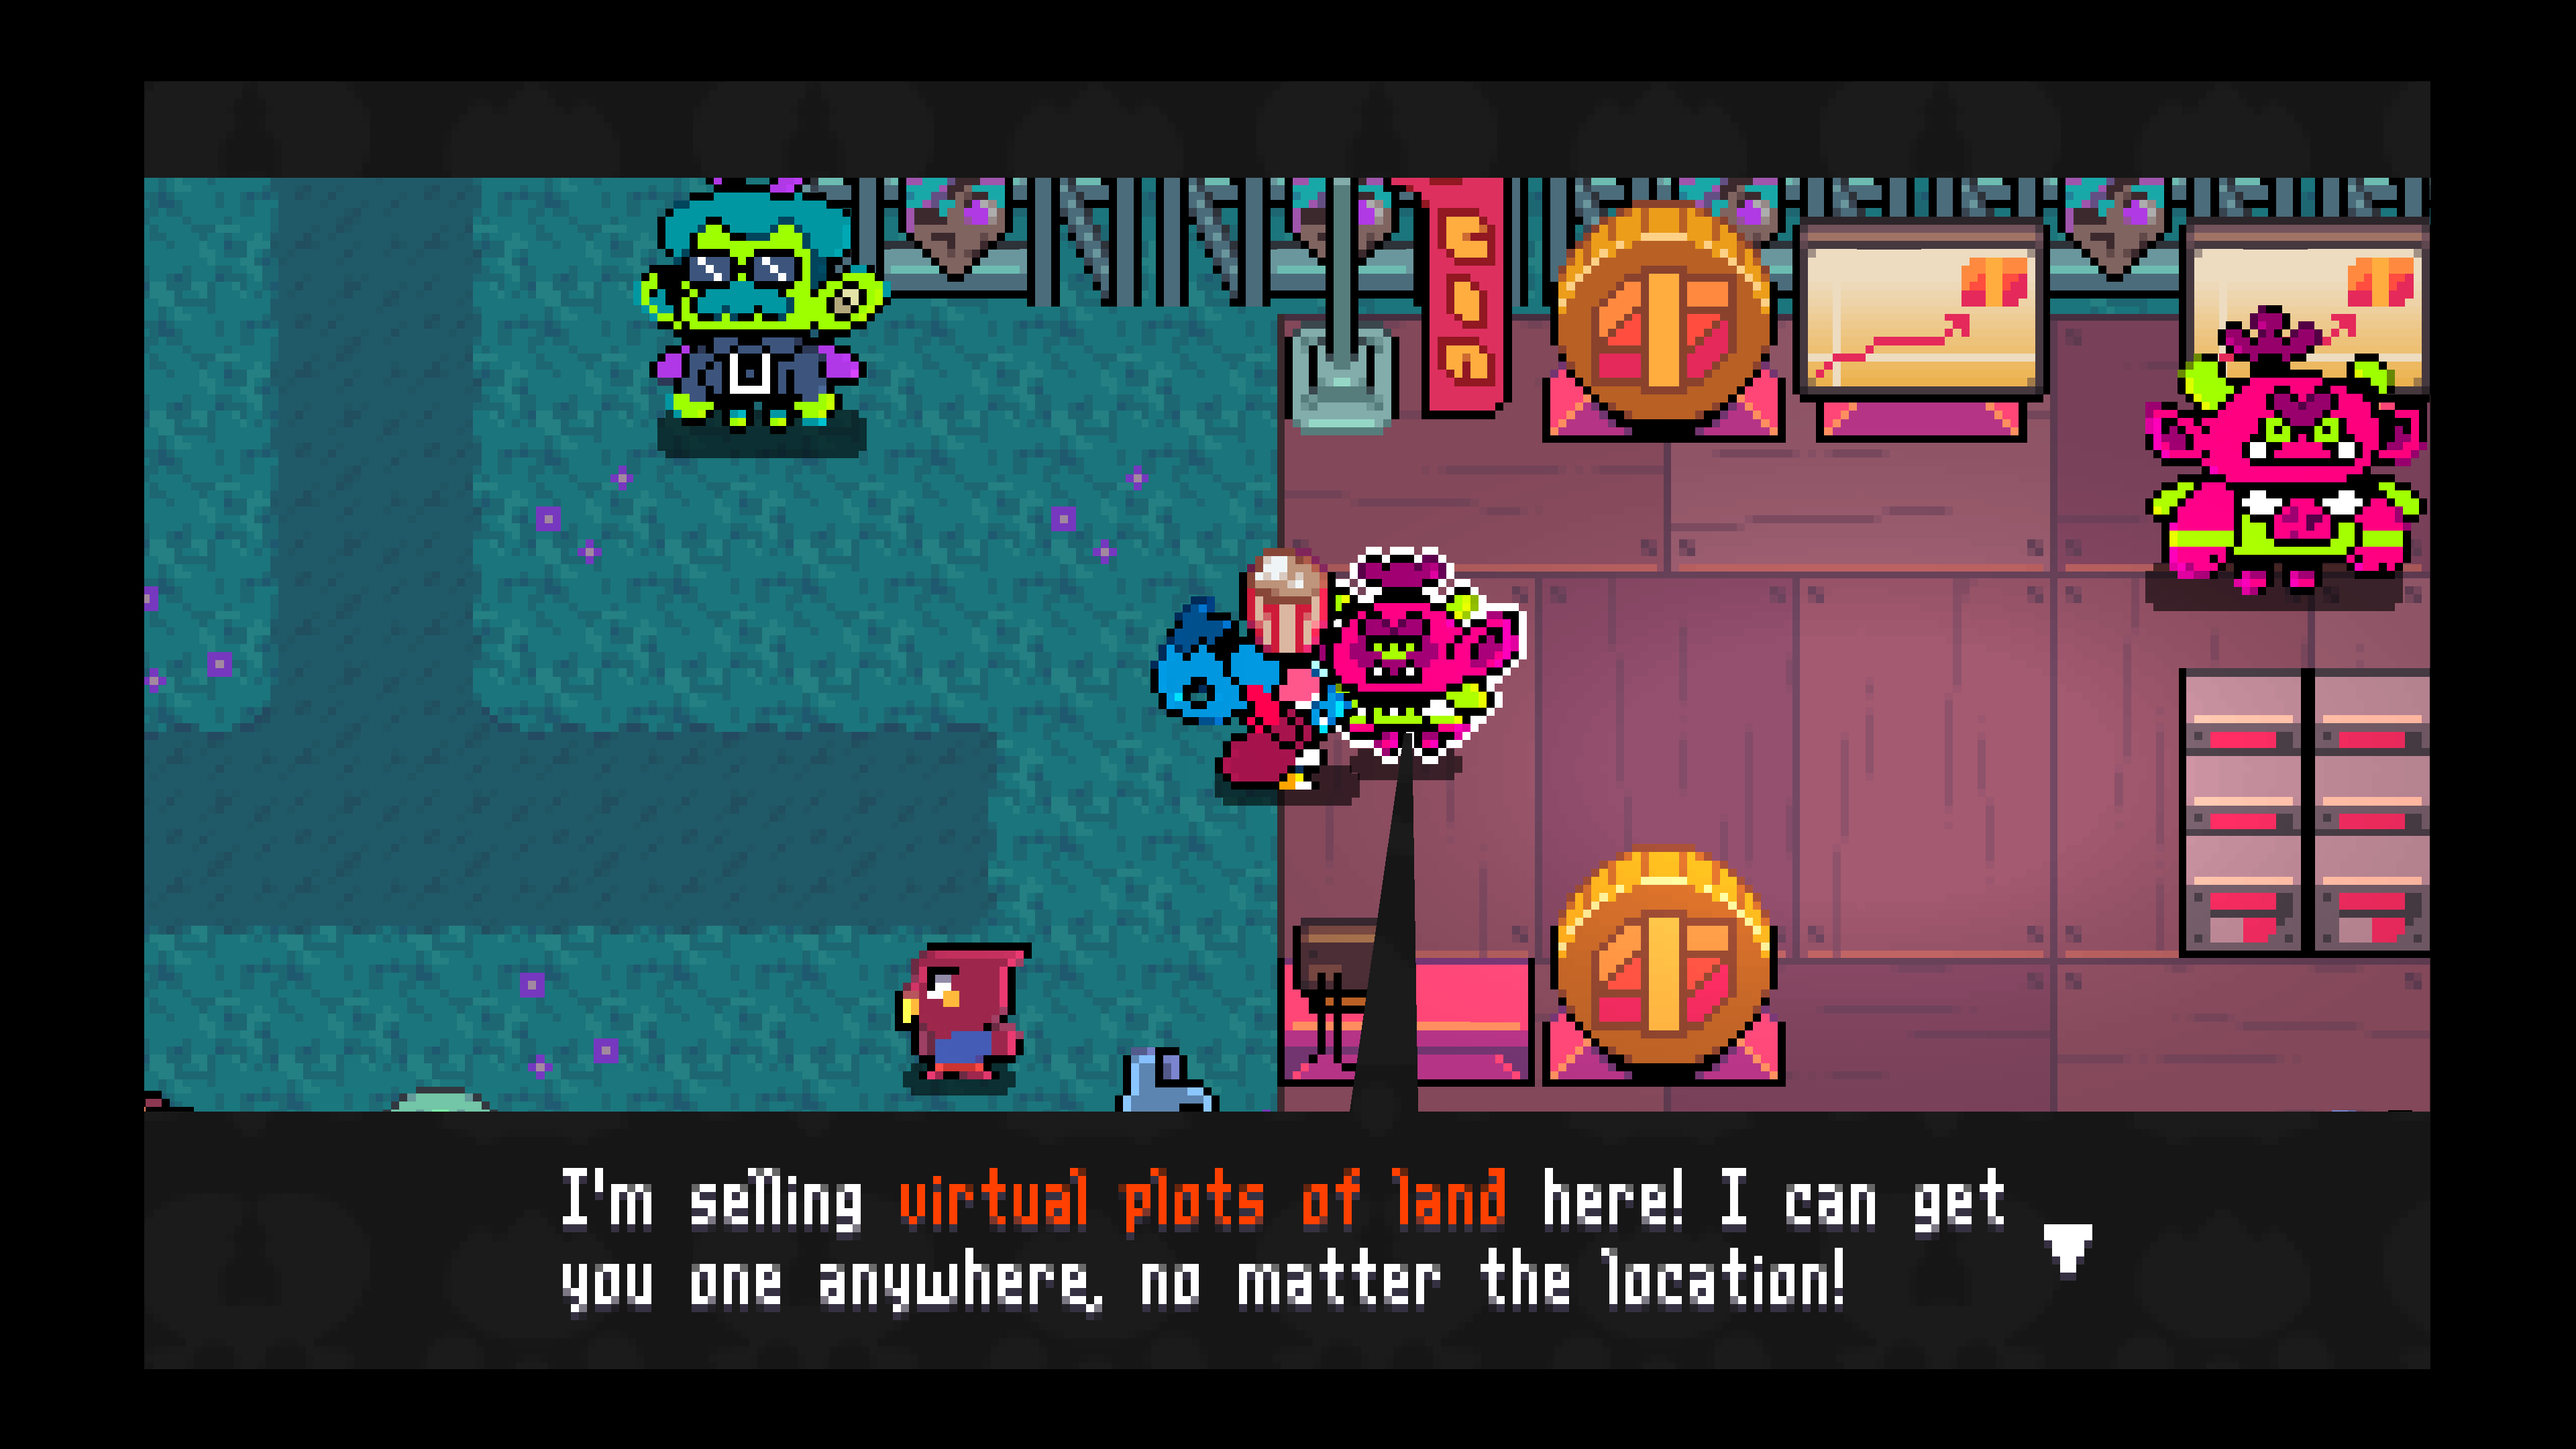 I'm selling virtual plots of land here! I can get
you one anywhere, no matter the location!